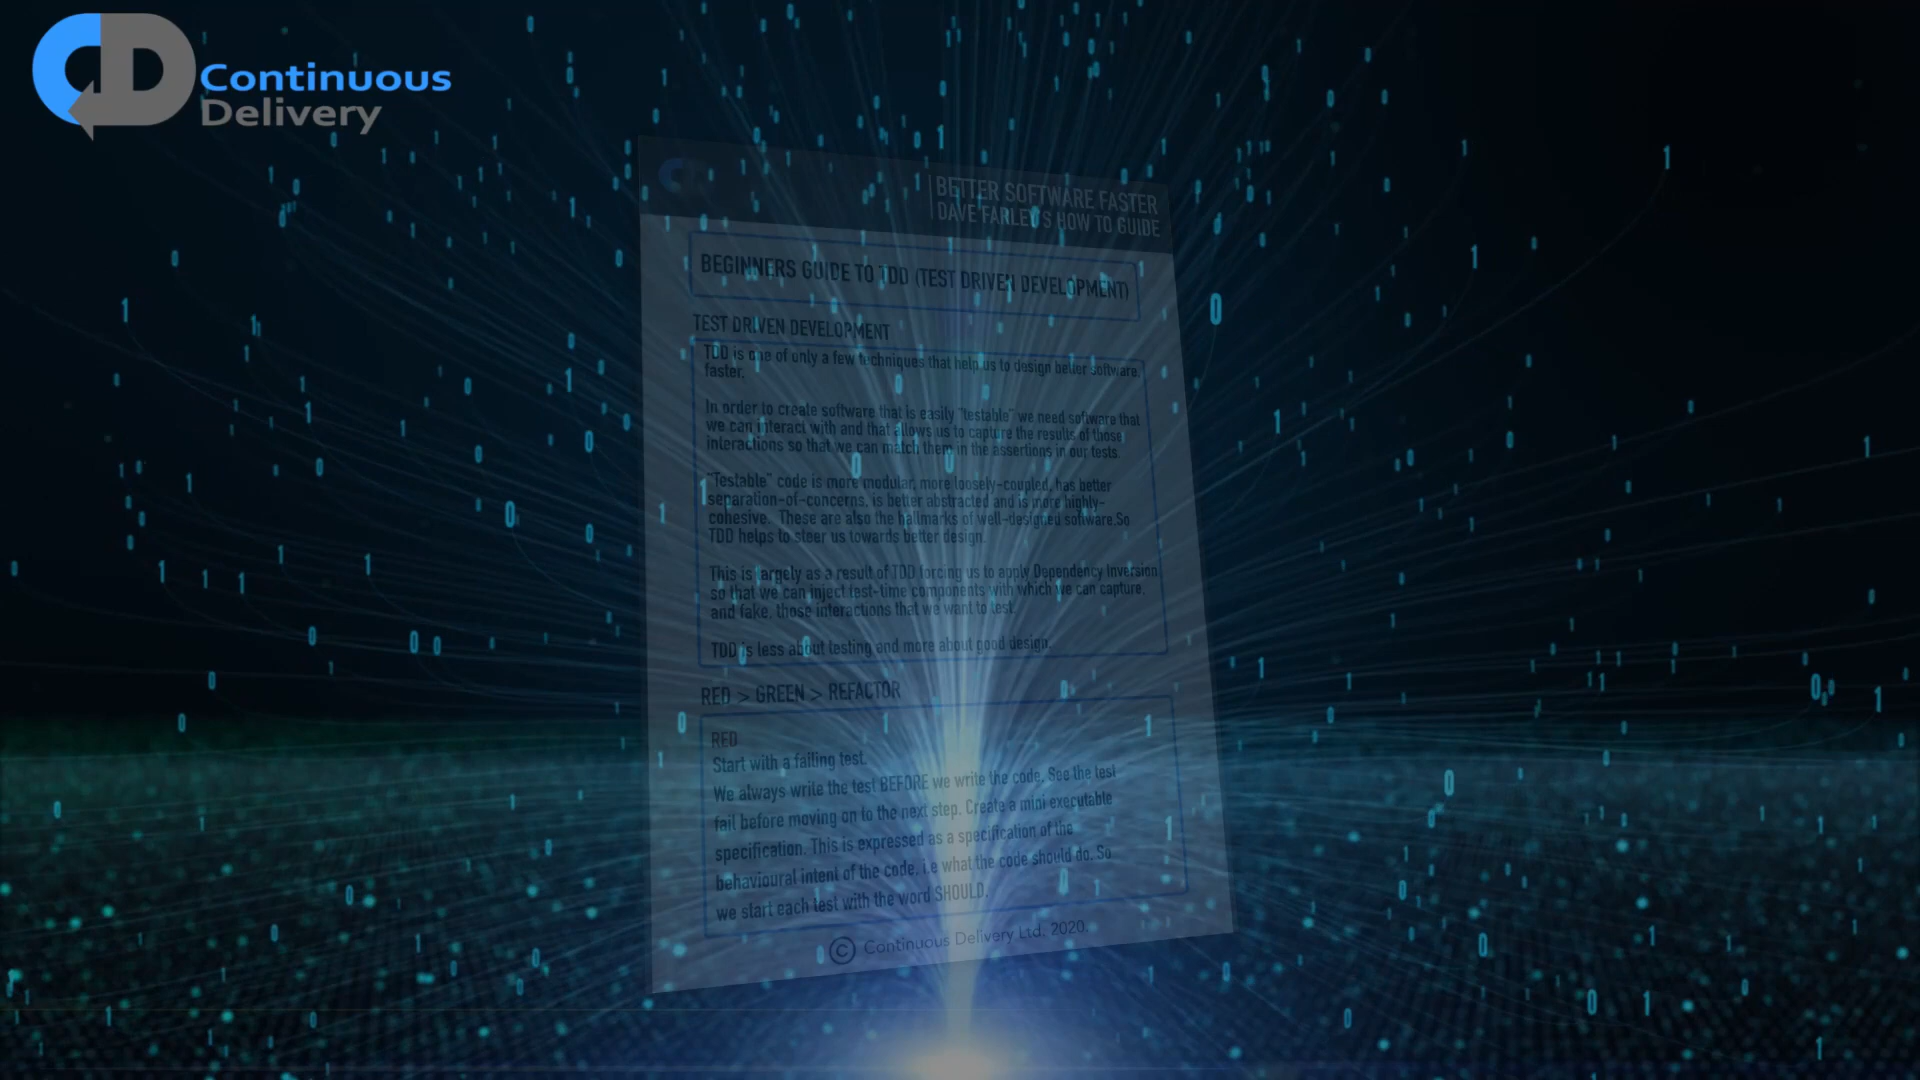 Continuous
Delivery
BETTER SOFTWARE FASTER
DAVE FARLEY'S HOW TO GUIDE
BEGINNERS GUIDE TO TDD (TEST DRIVEN DEVELOPMENT)
TEST DRIVEN DEVELOPMENT
TDD is one of only a few techniques that help us to design better software,
faster.
In order to create software that is easily "testable" we need software that
we can interact with and that allows us to capture the results of those
interactions so that we can match them in the assertions in our tests.
"Testable" code is more modular, more loosely-coupled, has better
separation-of-concerns, is better abstracted and is more highly-
cohesive. These are also the hallmarks of well-designed software.So
TDD helps to steer us towards better design.
This is largely as a result of TDD forcing us to apply Dependency Inversion
so that we can inject test-time components with which we can capture,
and fake, those interactions that we want to test.
TDD is less about testing and more about good design.
RED > GREEN > REFACTOR
RED
Start with a failing test.
We always write the test BEFORE we write the code. See the test
fail before moving on to the next step. Create a mini executable
specification. This is expressed as a specification of the
behavioural intent of the code, i.e what the code should do. So
we start each test with the word SHOULD.
© Continuous Delivery Ltd. 2020.